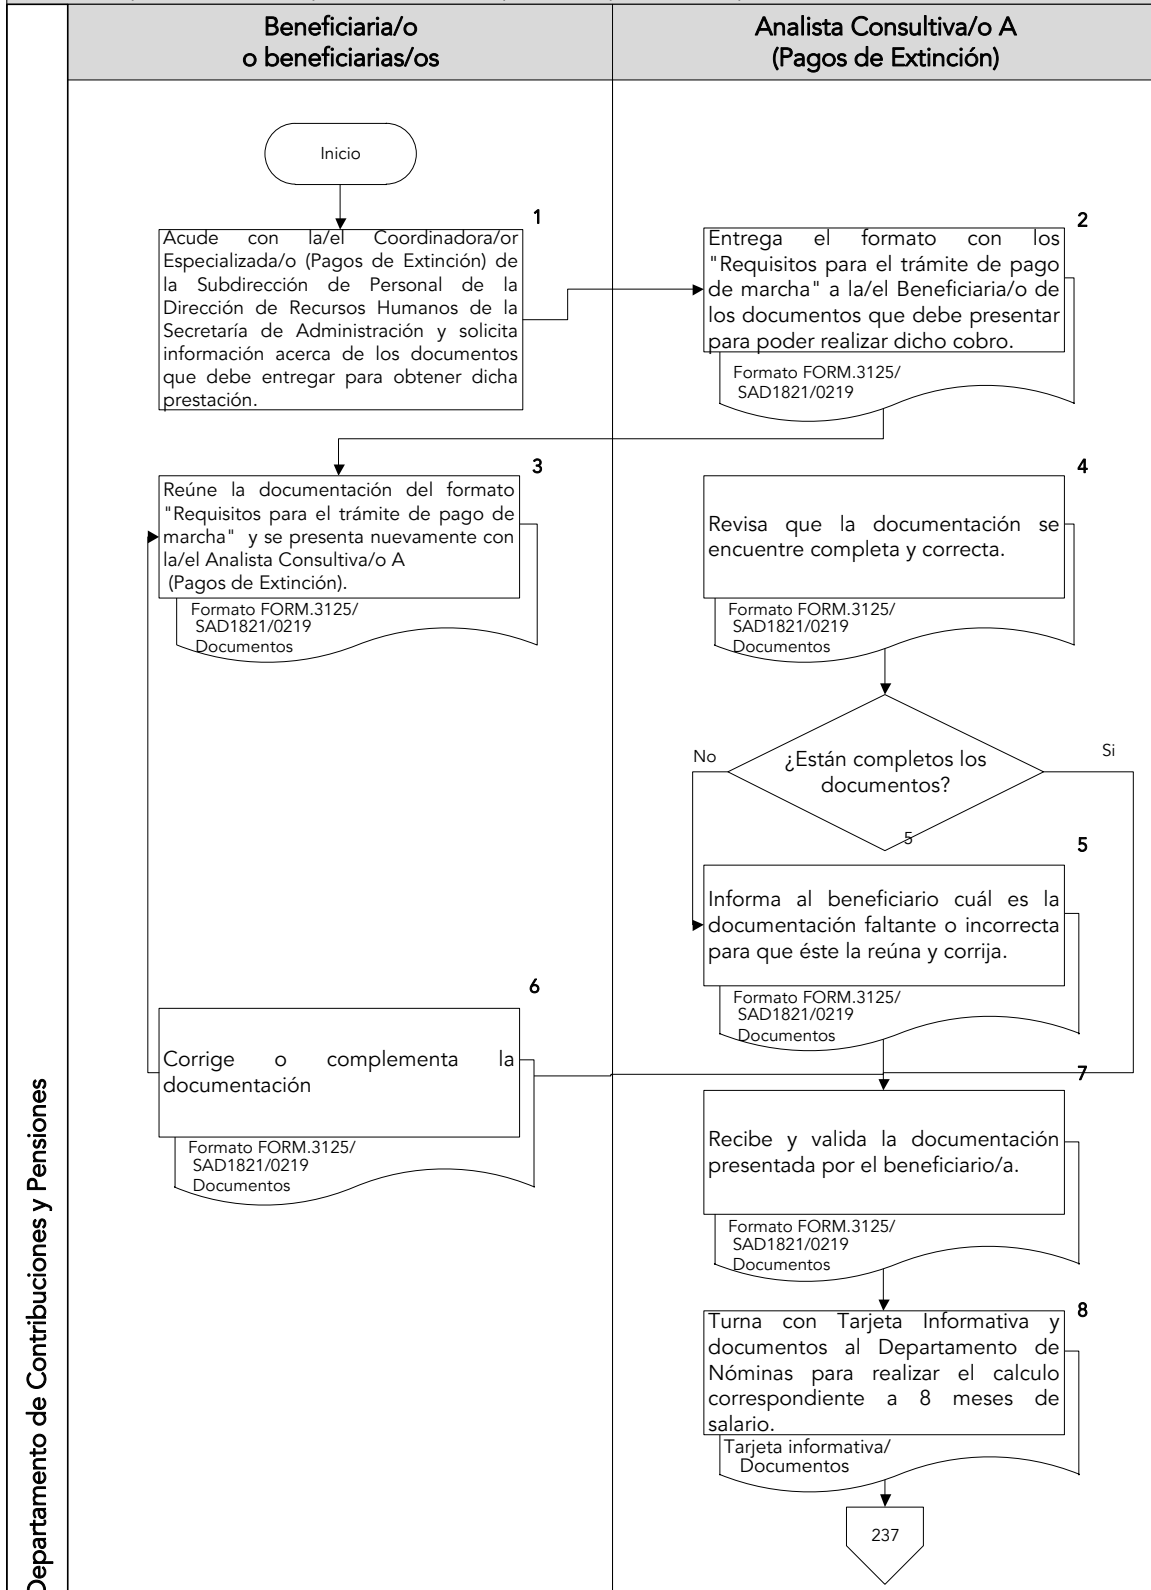 Beneficiaria/o
o beneficiarias/os
Analista Consultiva/o A
(Pagos de Extinción)
Departamento de Contribuciones y Pensiones
Inicio
1
Acude con la/el Coordinadora/or
Especializada/o (Pagos de Extinción) de
la Subdirección de Personal de la
Dirección de Recursos Humanos de la
Secretaría de Administración y solicita
información acerca de los documentos
que debe entregar para obtener dicha
prestación.
2
Entrega el formato con los
"Requisitos para el trámite de pago
de marcha" a la/el Beneficiaria/o de
los documentos que debe presentar
para poder realizar dicho cobro.
Formato FORM.3125/
SAD1821/0219
3
Reúne la documentación del formato
"Requisitos para el trámite de pago de
marcha" y se presenta nuevamente con
la/el Analista Consultiva/o A
(Pagos de Extinción).
Formato FORM.3125/
SAD1821/0219
Documentos
4
Revisa que la documentación se
encuentre completa y correcta.
Formato FORM.3125/
SAD1821/0219
Documentos
No
¿Están completos los
documentos?
Si
5
5
Informa al beneficiario cuál es la
documentación faltante o incorrecta
para que éste la reúna y corrija.
Formato FORM.3125/
SAD1821/0219
Documentos
6
Corrige o complementa la
documentación
Formato FORM.3125/
SAD1821/0219
Documentos
7
Recibe y valida la documentación
presentada por el beneficiario/a.
Formato FORM.3125/
SAD1821/0219
Documentos
8
Turna con Tarjeta Informativa y
documentos al Departamento de
Nóminas para realizar el calculo
correspondiente a 8 meses de
salario.
Tarjeta informativa/
Documentos
237